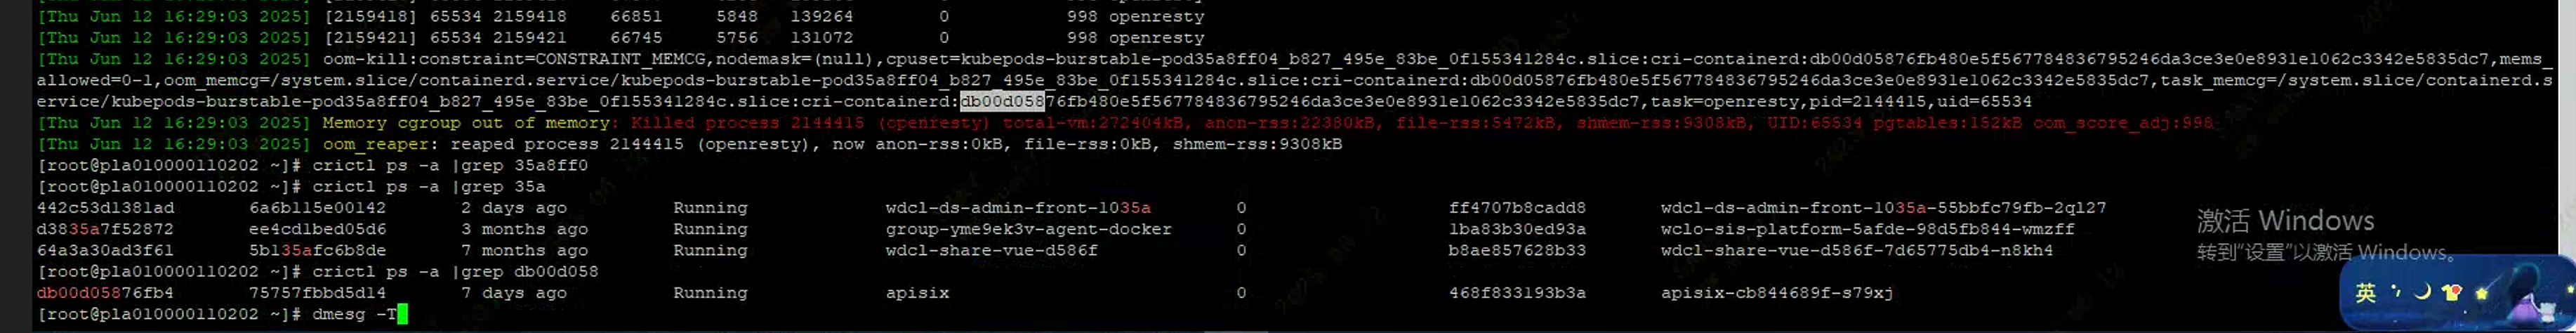 [Thu Jun 12 16:29:03 2025] [2159418] 65534 2159418 66851 5848 139264 0 998 openresty
[Thu Jun 12 16:29:03 2025] [2159421] 65534 2159421 66745 5756 131072 0 998 openresty
[Thu Jun 12 16:29:03 2025] oom-kill:constraint=CONSTRAINT_MEMCG,nodemask=(null),cpuset=kubepods-burstable-pod35a8ff04_b827_495e_83be_0f155341284c.slice:cri-containerd:db00d05876fb480e5f567784836795246da3ce3e0e8931e1062c3342e5835dc7,mems_
allowed=0-1,oom_memcg=/system.slice/containerd.service/kubepods-burstable-pod35a8ff04_b827_495e_83be_0f155341284c.slice:cri-containerd:db00d05876fb480e5f567784836795246da3ce3e0e8931e1062c3342e5835dc7,task_memcg=/system.slice/containerd.s
ervice/kubepods-burstable-pod35a8ff04_b827_495e_83be_0f155341284c.slice:cri-containerd:db00d05876fb480e5f567784836795246da3ce3e0e8931e1062c3342e5835dc7,task=openresty,pid=2144415,uid=65534
[Thu Jun 12 16:29:03 2025] Memory cgroup out of memory: Killed process 2144415 (openresty) total-vm:272404kB, anon-rss:22380kB, file-rss:5472kB, shmem-rss:9308kB, UID:65534 pgtables:152kB oom_score_adj:998
[Thu Jun 12 16:29:03 2025] oom_reaper: reaped process 2144415 (openresty), now anon-rss:0kB, file-rss:0kB, shmem-rss:9308kB
[root@pla010000110202 ~]# crictl ps -a |grep 35a8ff0
[root@pla010000110202 ~]# crictl ps -a |grep 35a
442c53d1381ad 6a6b115e00142 2 days ago Running wdcl-ds-admin-front-1035a 0 ff4707b8cadd8 wdcl-ds-admin-front-1035a-55bbfc79fb-2ql27
d3835a7f52872 ee4cd1bed05d6 3 months ago Running group-yme9ek3v-agent-docker 0 1ba83b30ed93a wclo-sis-platform-5afde-98d5fb844-wmzff
64a3a30ad3f61 5b135afc6b8de 7 months ago Running wdcl-share-vue-d586f 0 b8ae857628b33 wdcl-share-vue-d586f-7d65775db4-n8kh4
[root@pla010000110202 ~]# crictl ps -a |grep db00d058
db00d05876fb4 75757fbbd5d14 7 days ago Running apisix 0 468f833193b3a apisix-cb844689f-s79xj
[root@pla010000110202 ~]# dmesg -T
激活 Windows
转到"设置"以激活 Windows。
英